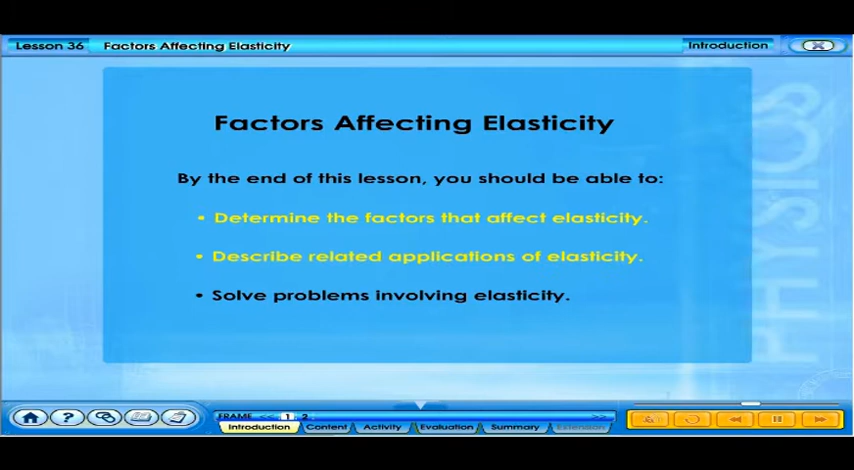 Lesson 36 Factors Affecting Elasticity Introduction
Factors Affecting Elasticity
By the end of this lesson, you should be able to:
• Determine the factors that affect elasticity.
• Describe related applications of elasticity.
• Solve problems involving elasticity.
PHYSICS
FRAME << 1 2 >>
Introduction Content Activity Evaluation Summary Extension